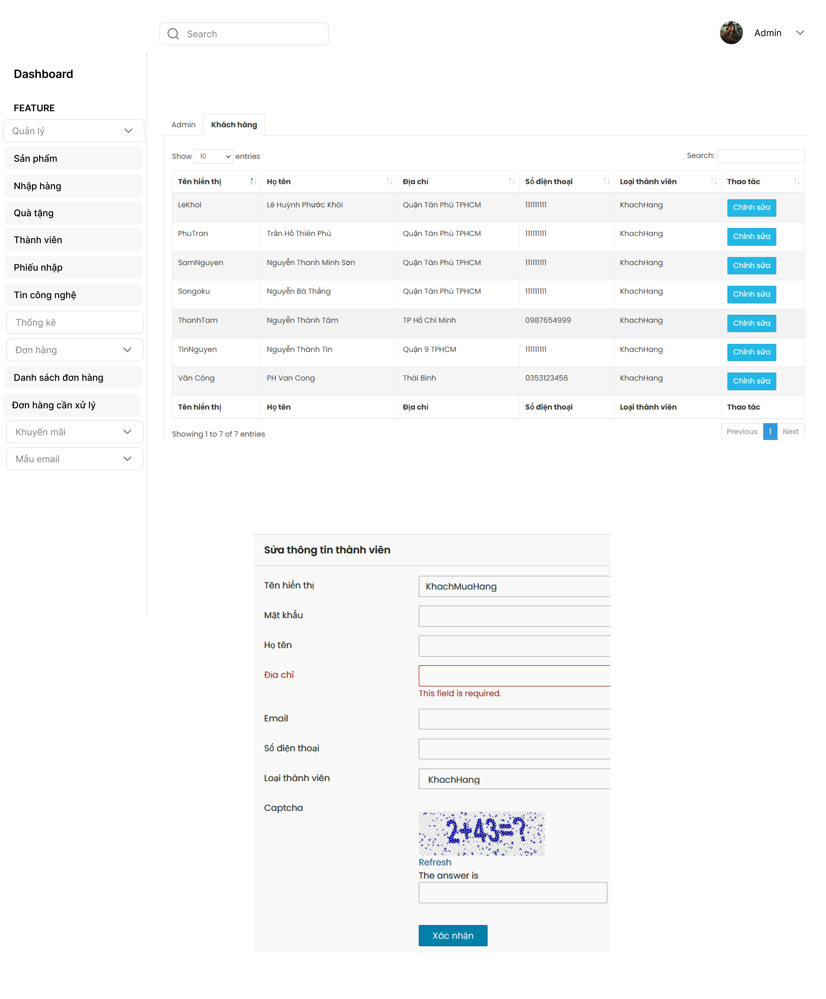 Search
Admin
Dashboard
FEATURE
Quản lý
Sản phẩm
Nhập hàng
Quà tặng
Thành viên
Phiếu nhập
Tin công nghệ
Thống kê
Đơn hàng
Danh sách đơn hàng
Đơn hàng cần xử lý
Khuyến mãi
Mẫu email
Admin Khách hàng
Show 10 entries Search:
Tên hiển thị Họ tên Địa chỉ Số điện thoại Loại thành viên Thao tác
LeKhoi Lê Huỳnh Phước Khôi Quận Tân Phú TPHCM 111111111 KhachHang Chỉnh sửa
PhuTran Trần Hồ Thiên Phú Quận Tân Phú TPHCM 111111111 KhachHang Chỉnh sửa
SamNguyen Nguyễn Thanh Minh Sơn Quận Tân Phú TPHCM 111111111 KhachHang Chỉnh sửa
Songoku Nguyễn Bá Thắng Quận Tân Phú TPHCM 111111111 KhachHang Chỉnh sửa
ThanhTam Nguyễn Thành Tâm TP Hồ Chí Minh 0987654999 KhachHang Chỉnh sửa
TinNguyen Nguyễn Thành Tín Quận 9 TPHCM 111111111 KhachHang Chỉnh sửa
Văn Công PH Van Cong Thái Bình 0353123456 KhachHang Chỉnh sửa
Tên hiển thị Họ tên Địa chỉ Số điện thoại Loại thành viên Thao tác
Showing 1 to 7 of 7 entries Previous 1 Next
Sửa thông tin thành viên
Tên hiển thị KhachMuaHang
Mật khẩu
Họ tên
Địa chỉ
This field is required.
Email
Số điện thoại
Loại thành viên KhachHang
Captcha
2+43=?
Refresh
The answer is
Xác nhận